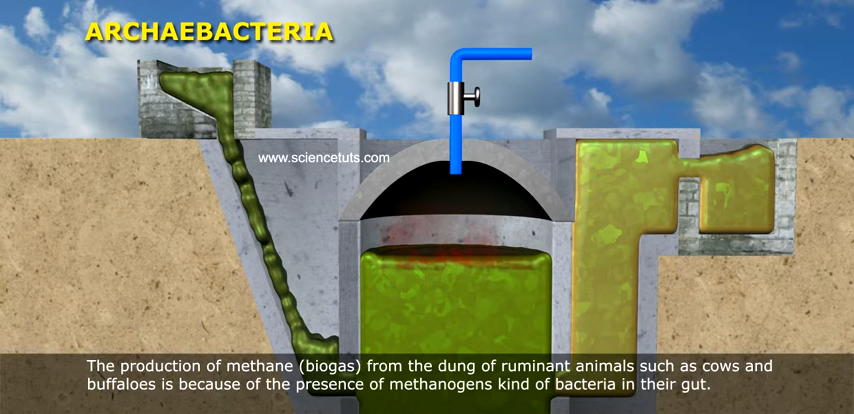 ARCHAEBACTERIA
www.sciencetuts.com
The production of methane (biogas) from the dung of ruminant animals such as cows and
buffaloes is because of the presence of methanogens kind of bacteria in their gut.